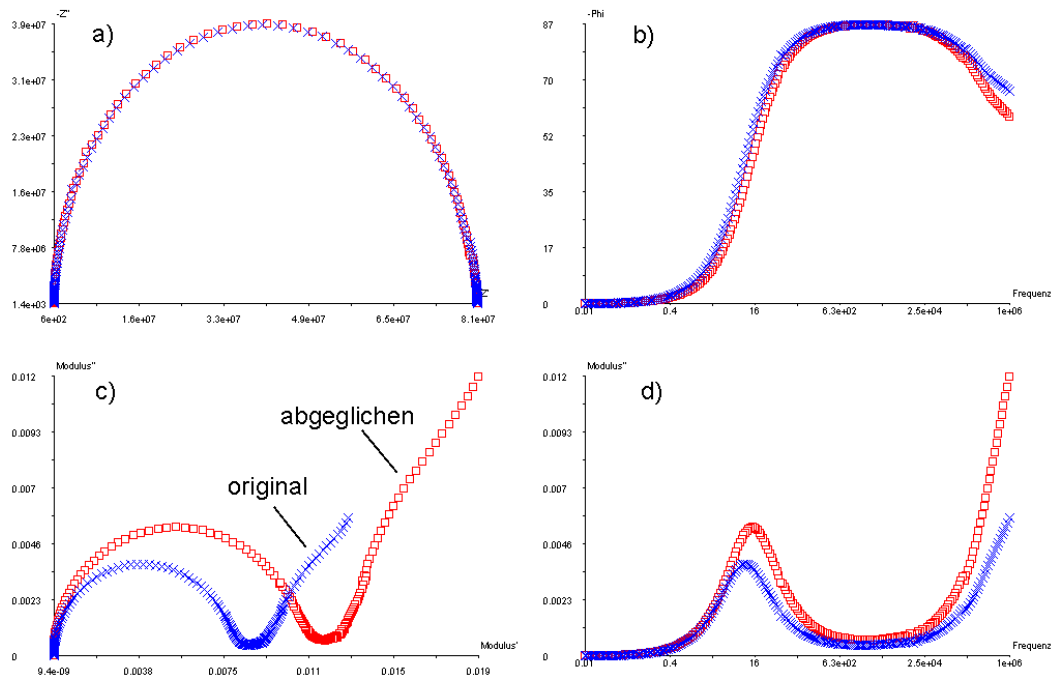 -Z''
3.9e+07
a)
3.1e+07
2.3e+07
1.6e+07
7.8e+06
1.4e+03
6e+02
1.6e+07
3.3e+07
4.9e+07
6.5e+07
8.1e+07
-Phi
87
b)
70
52
35
17
0
Frequenz
0.01
0.4
16
6.3e+02
2.5e+04
1e+06
Modulus''
0.012
c)
abgeglichen
0.0093
original
0.007
0.0046
0.0023
0
Modulus'
9.4e-09
0.0038
0.0075
0.011
0.015
0.019
Modulus''
0.012
d)
0.0093
0.007
0.0046
0.0023
0
Frequenz
0.01
0.4
16
6.3e+02
2.5e+04
1e+06